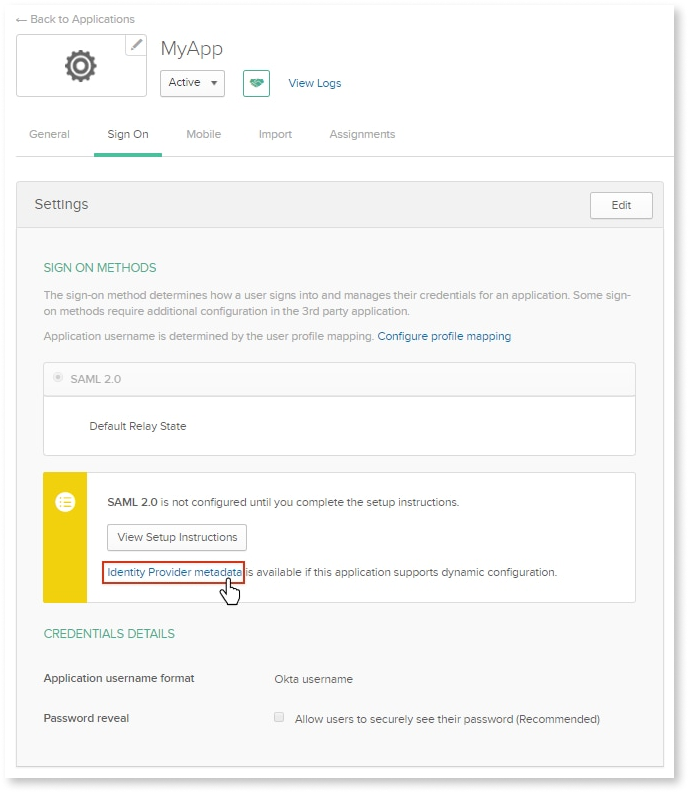 ← Back to Applications
MyApp
Active
View Logs
General
Sign On
Mobile
Import
Assignments
Settings
Edit
SIGN ON METHODS
The sign-on method determines how a user signs into and manages their credentials for an application. Some sign-
on methods require additional configuration in the 3rd party application.
Application username is determined by the user profile mapping. Configure profile mapping
SAML 2.0
Default Relay State
SAML 2.0 is not configured until you complete the setup instructions.
View Setup Instructions
Identity Provider metadata is available if this application supports dynamic configuration.
CREDENTIALS DETAILS
Application username format
Okta username
Password reveal
Allow users to securely see their password (Recommended)